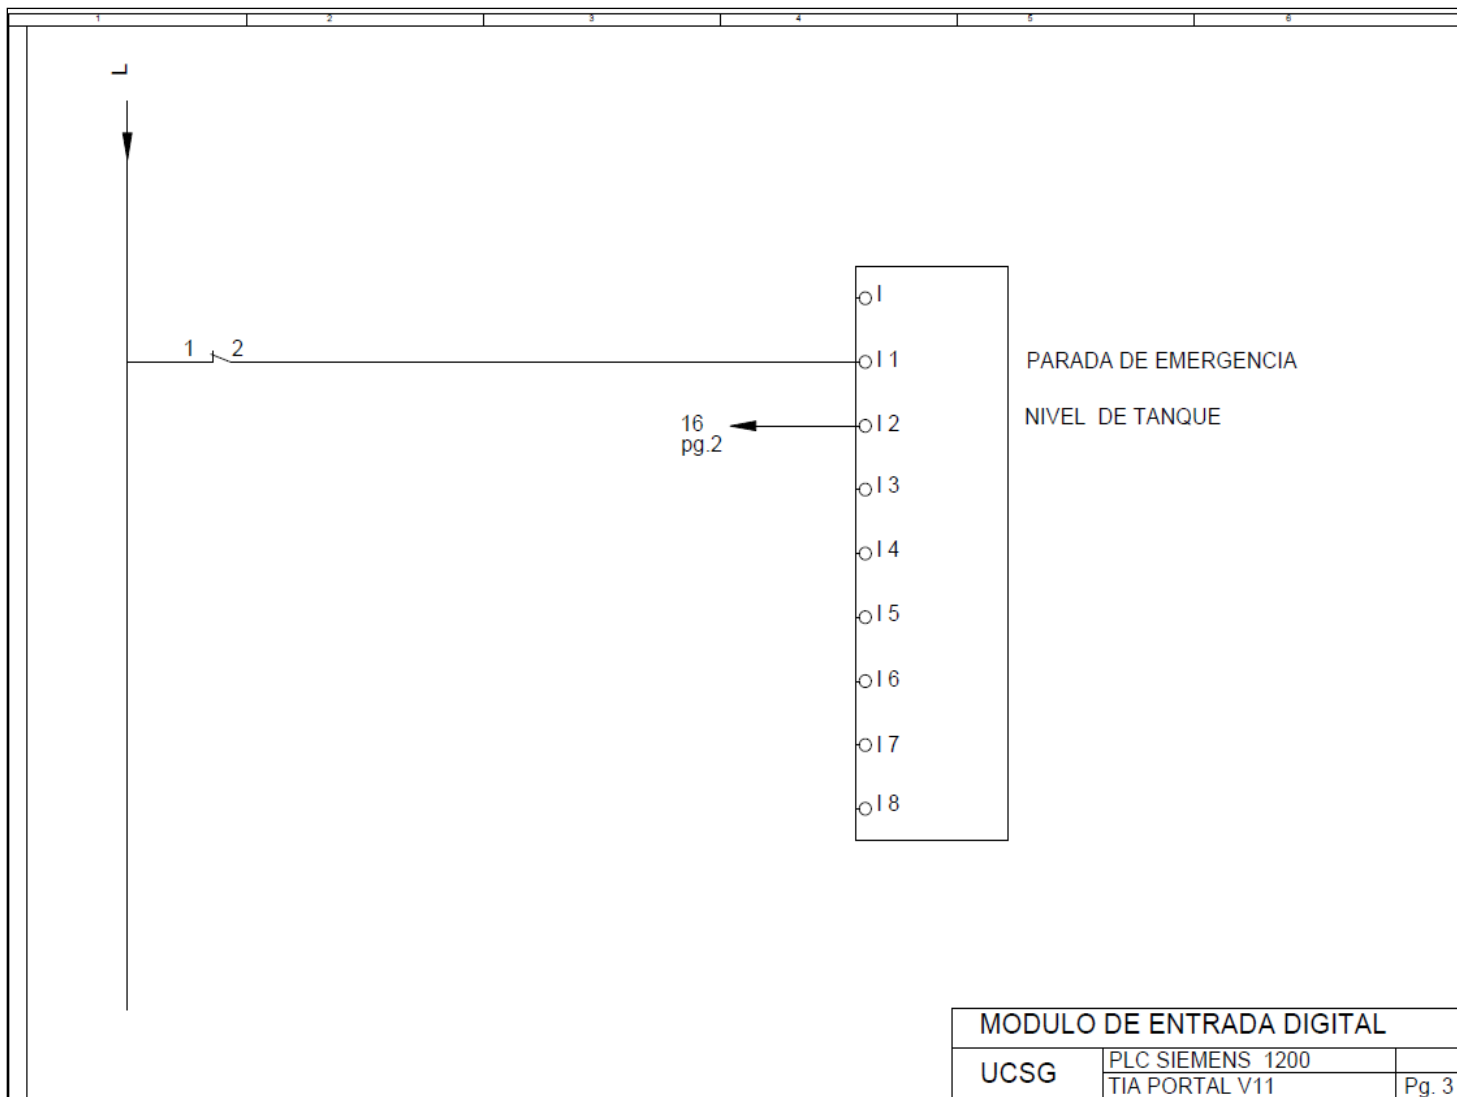 1 2 3 4 5 6
L
I
1 2
I 1 PARADA DE EMERGENCIA
16
pg.2
I 2 NIVEL DE TANQUE
I 3
I 4
I 5
I 6
I 7
I 8
MODULO DE ENTRADA DIGITAL
UCSG
PLC SIEMENS 1200
TIA PORTAL V11
Pg. 3